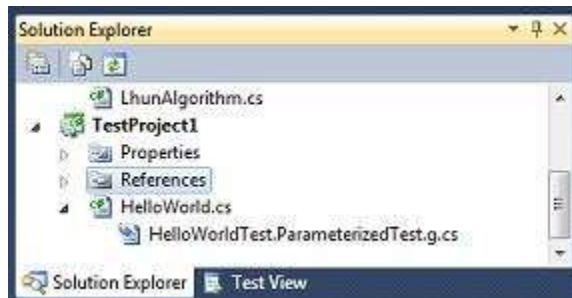 Solution Explorer
LhunAlgorithm.cs
TestProject1
Properties
References
HelloWorld.cs
HelloWorldTest.ParameterizedTest.g.cs
Solution Explorer Test View